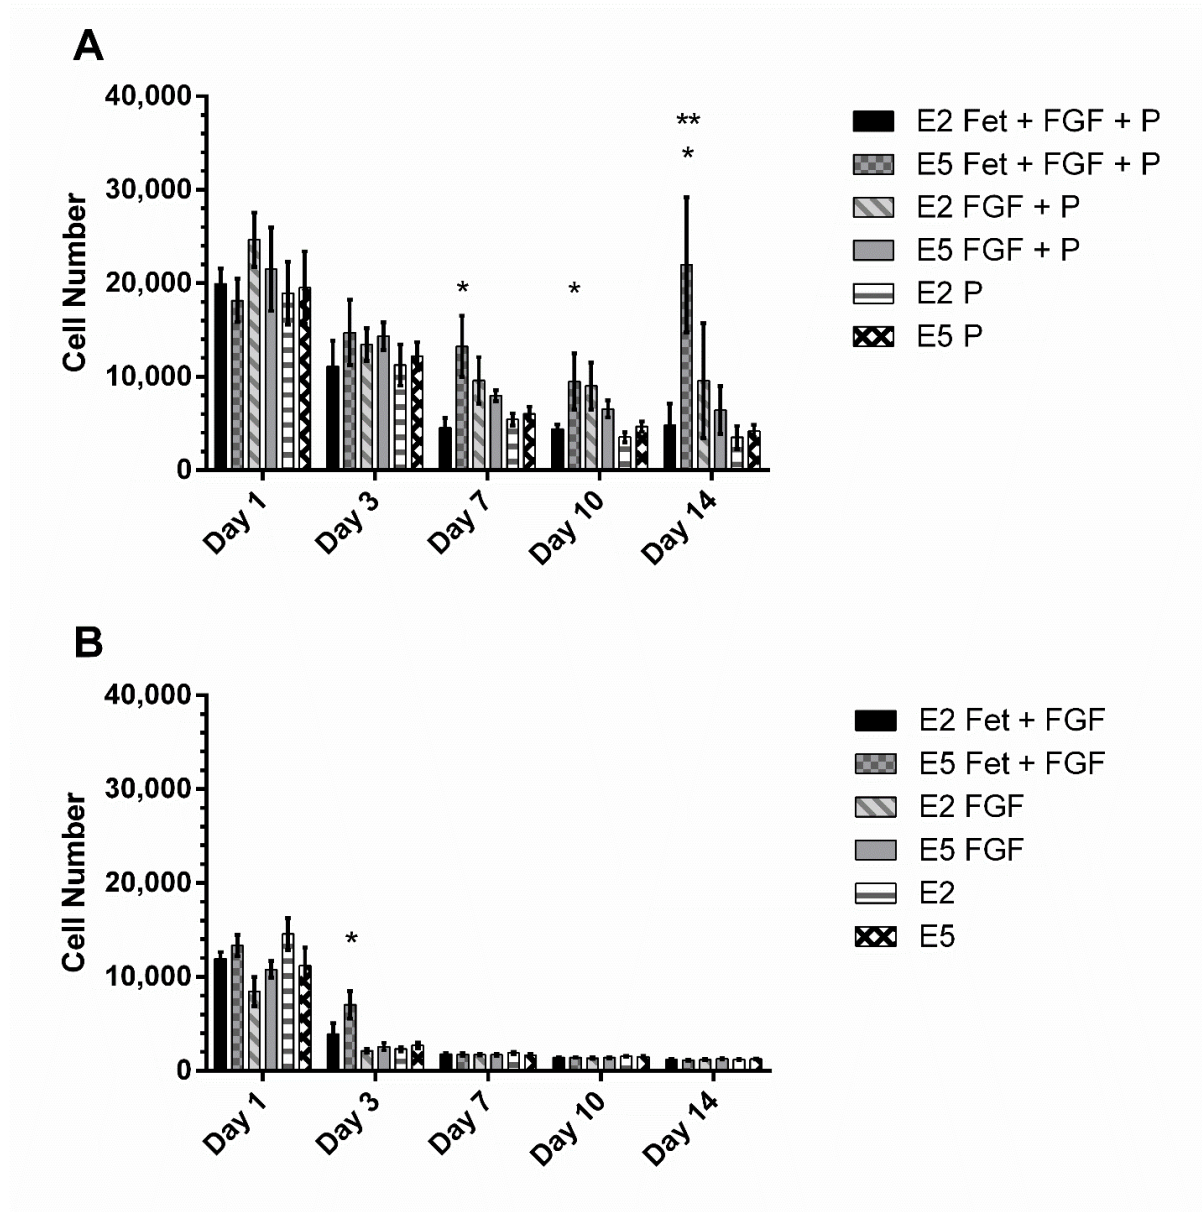 A
40,000
30,000
20,000
10,000
0
Cell Number
*
*
**
*
Day 1
Day 3
Day 7
Day 10
Day 14
E2 Fet + FGF + P
E5 Fet + FGF + P
E2 FGF + P
E5 FGF + P
E2 P
E5 P
B
40,000
30,000
20,000
10,000
0
Cell Number
*
Day 1
Day 3
Day 7
Day 10
Day 14
E2 Fet + FGF
E5 Fet + FGF
E2 FGF
E5 FGF
E2
E5